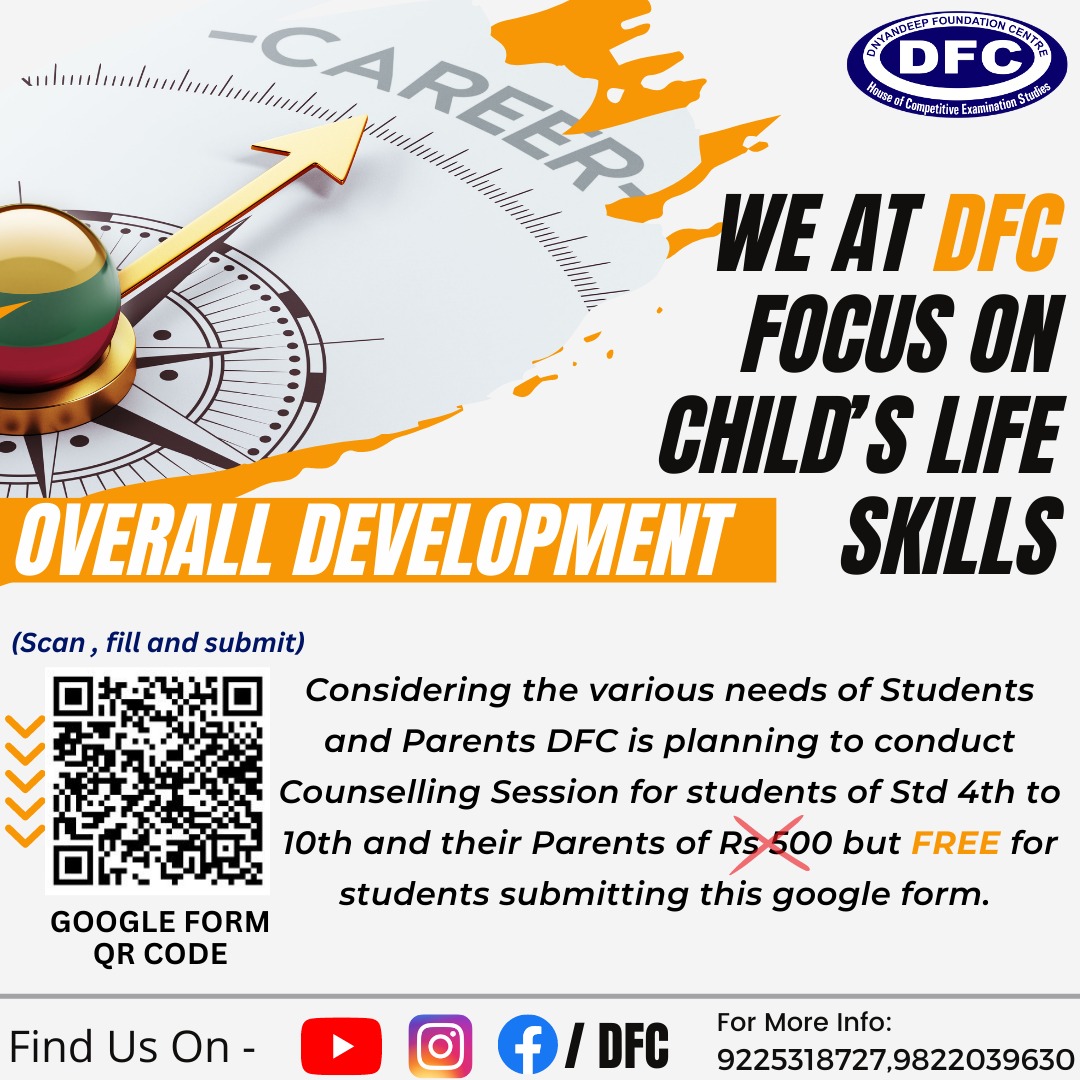 -CAREER-
DNYANDEEP FOUNDATION CENTRE
DFC
House of Competitive Examination Studies
WE AT DFC
FOCUS ON
CHILD'S LIFE
SKILLS
OVERALL DEVELOPMENT
(Scan , fill and submit)
Considering the various needs of Students
and Parents DFC is planning to conduct
Counselling Session for students of Std 4th to
10th and their Parents of Rs 500 but FREE for
students submitting this google form.
GOOGLE FORM
QR CODE
Find Us On - / DFC
For More Info:
9225318727,9822039630